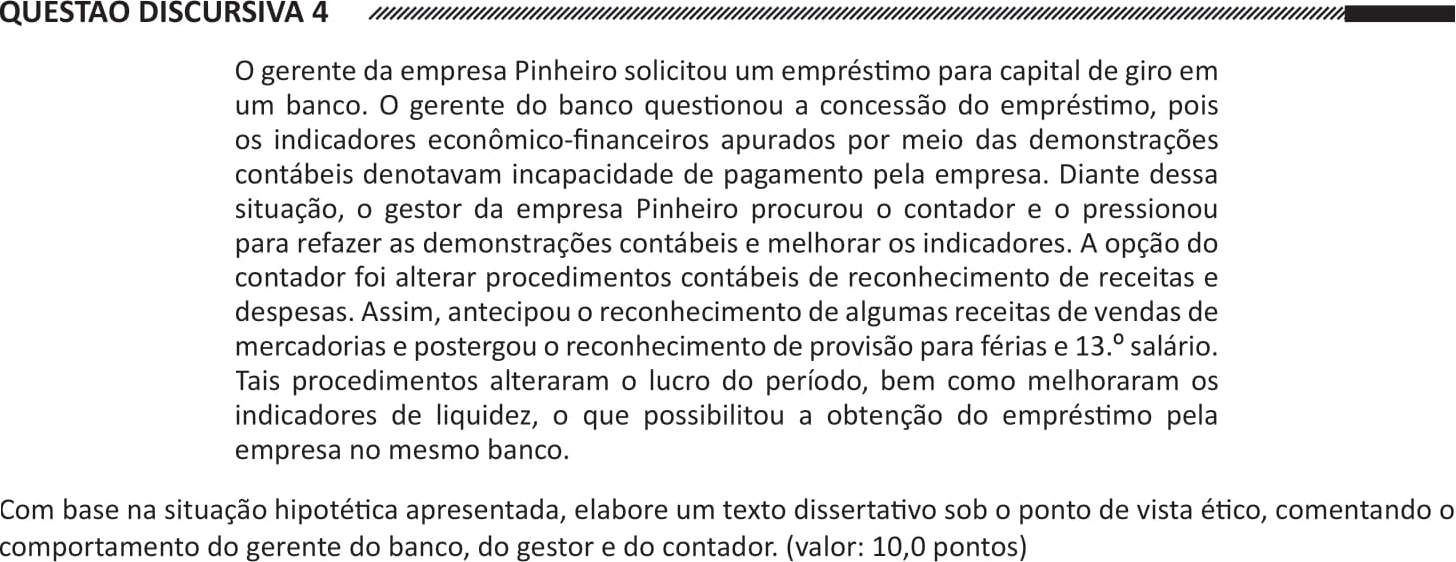 QUESTÃO DISCURSIVA 4
O gerente da empresa Pinheiro solicitou um empréstimo para capital de giro em
um banco. O gerente do banco questionou a concessão do empréstimo, pois
os indicadores econômico-financeiros apurados por meio das demonstrações
contábeis denotavam incapacidade de pagamento pela empresa. Diante dessa
situação, o gestor da empresa Pinheiro procurou o contador e o pressionou
para refazer as demonstrações contábeis e melhorar os indicadores. A opção do
contador foi alterar procedimentos contábeis de reconhecimento de receitas e
despesas. Assim, antecipou o reconhecimento de algumas receitas de vendas de
mercadorias e postergou o reconhecimento de provisão para férias e 13.º salário.
Tais procedimentos alteraram o lucro do período, bem como melhoraram os
indicadores de liquidez, o que possibilitou a obtenção do empréstimo pela
empresa no mesmo banco.
Com base na situação hipotética apresentada, elabore um texto dissertativo sob o ponto de vista ético, comentando o
comportamento do gerente do banco, do gestor e do contador. (valor: 10,0 pontos)